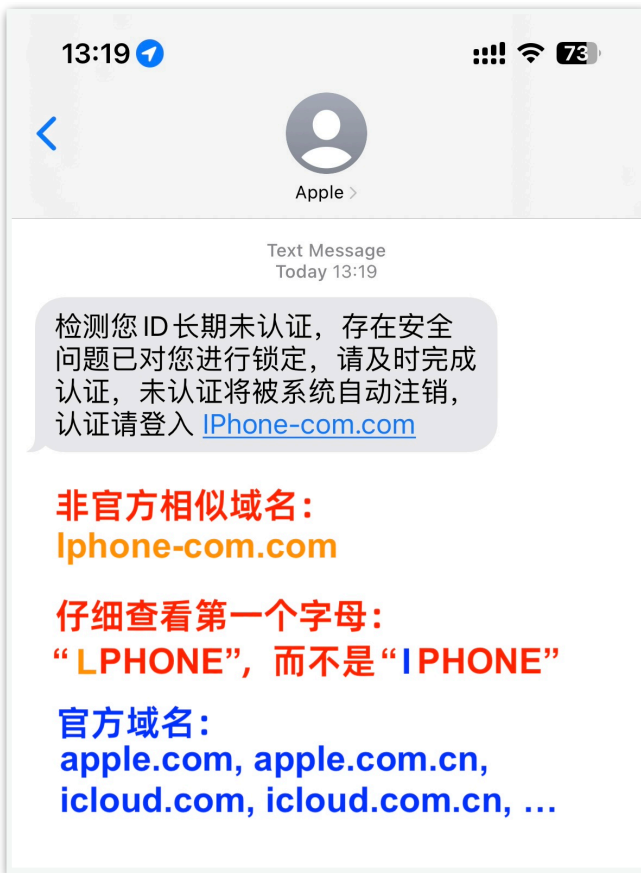 13:19
73
Apple
Text Message
Today 13:19
检测您ID长期未认证，存在安全
问题已对您进行锁定，请及时完成
认证，未认证将被系统自动注销，
认证请登入 lPhone-com.com
非官方相似域名：
lphone-com.com
仔细查看第一个字母：
“LPHONE”，而不是“IPHONE”
官方域名：
apple.com, apple.com.cn,
icloud.com, icloud.com.cn, ...